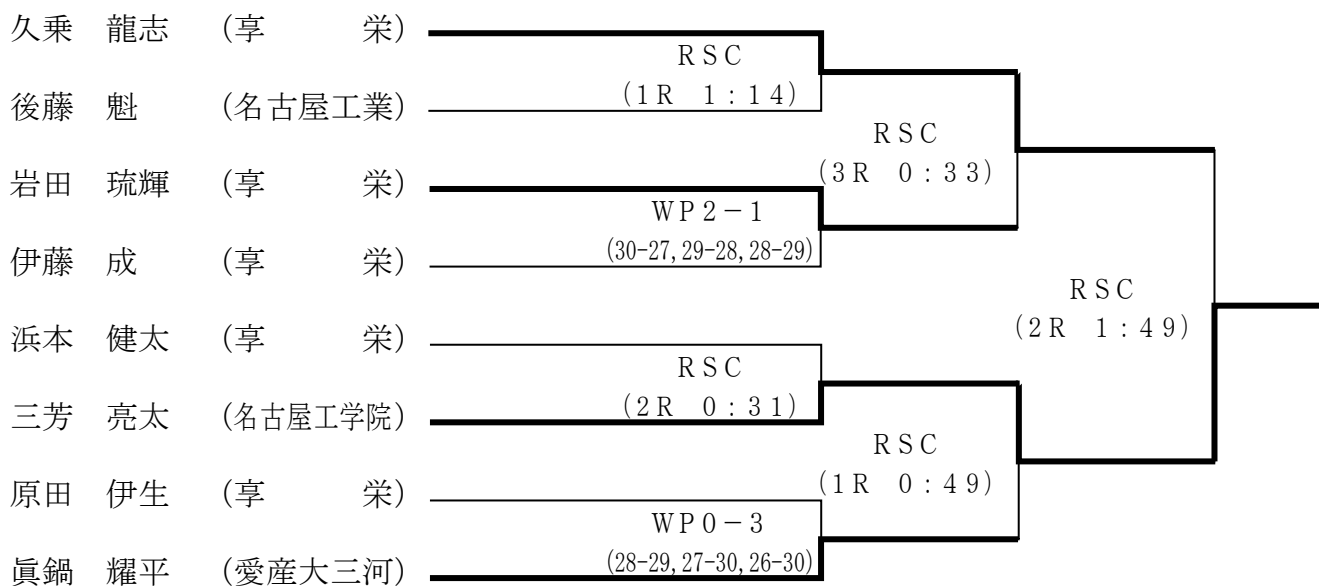 久乗 龍志 (享 栄)
RSC
(1R 1:14)
後藤 魁 (名古屋工業)
RSC
(3R 0:33)
岩田 琉輝 (享 栄)
WP2-1
(30-27,29-28,28-29)
伊藤 成 (享 栄)
RSC
(2R 1:49)
浜本 健太 (享 栄)
RSC
(2R 0:31)
三芳 亮太 (名古屋工学院)
RSC
(1R 0:49)
原田 伊生 (享 栄)
WP0-3
(28-29,27-30,26-30)
眞鍋 耀平 (愛産大三河)